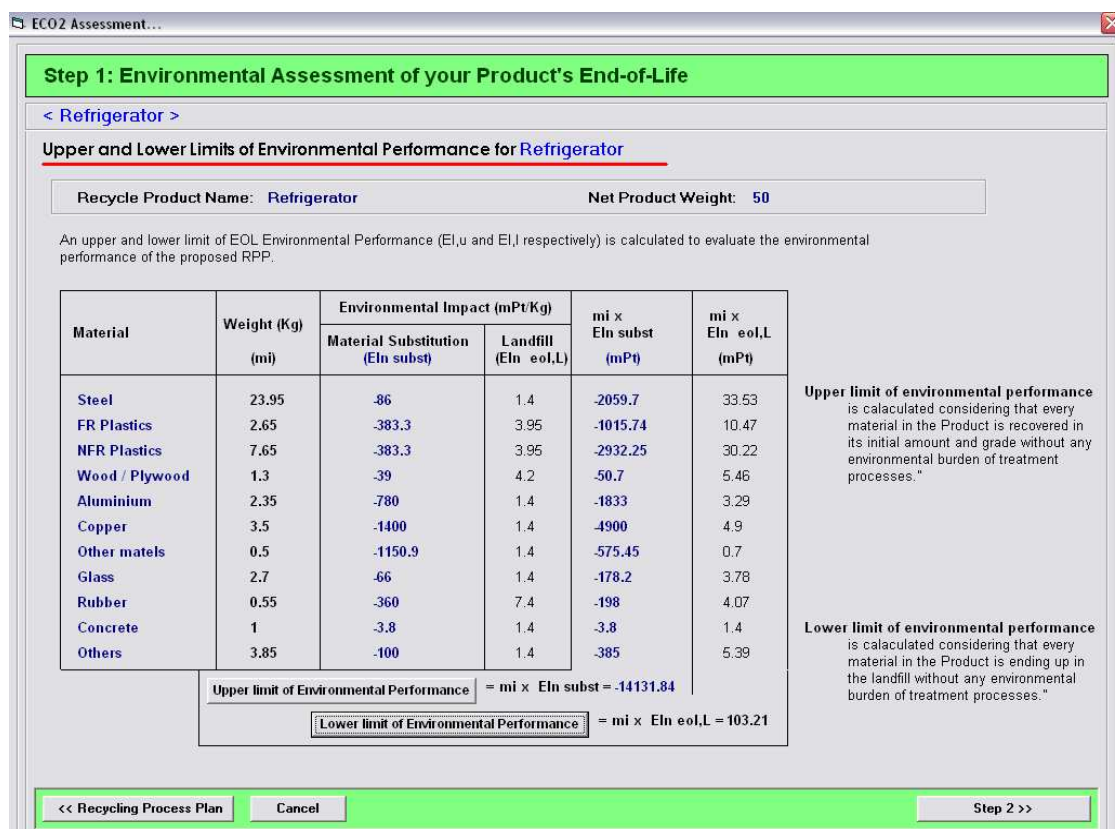 ECO2 Assessment...
Step 1: Environmental Assessment of your Product's End-of-Life
< Refrigerator >
Upper and Lower Limits of Environmental Performance for Refrigerator
Recycle Product Name: Refrigerator Net Product Weight: 50
An upper and lower limit of EOL Environmental Performance (EI,u and EI,l respectively) is calculated to evaluate the environmental
performance of the proposed RPP.
Material Weight (Kg) (mi) Environmental Impact (mPt/Kg) mi x EIn subst (mPt) mi x EIn eol,L (mPt)
Material Substitution (EIn subst) Landfill (EIn eol,L)
Steel 23.95 -86 1.4 -2059.7 33.53
FR Plastics 2.65 -383.3 3.95 -1015.74 10.47
NFR Plastics 7.65 -383.3 3.95 -2932.25 30.22
Wood / Plywood 1.3 -39 4.2 -50.7 5.46
Aluminium 2.35 -780 1.4 -1833 3.29
Copper 3.5 -1400 1.4 -4900 4.9
Other matels 0.5 -1150.9 1.4 -575.45 0.7
Glass 2.7 -66 1.4 -178.2 3.78
Rubber 0.55 -360 7.4 -198 4.07
Concrete 1 -3.8 1.4 -3.8 1.4
Others 3.85 -100 1.4 -385 5.39
Upper limit of Environmental Performance = mi x EIn subst = -14131.84
Lower limit of Environmental Performance = mi x EIn eol,L = 103.21
Upper limit of environmental performance
is calaculated considering that every
material in the Product is recovered in
its initial amount and grade without any
environmental burden of treatment
processes."
Lower limit of environmental performance
is calaculated considering that every
material in the Product is ending up in
the landfill without any environmental
burden of treatment processes."
<< Recycling Process Plan Cancel Step 2 >>